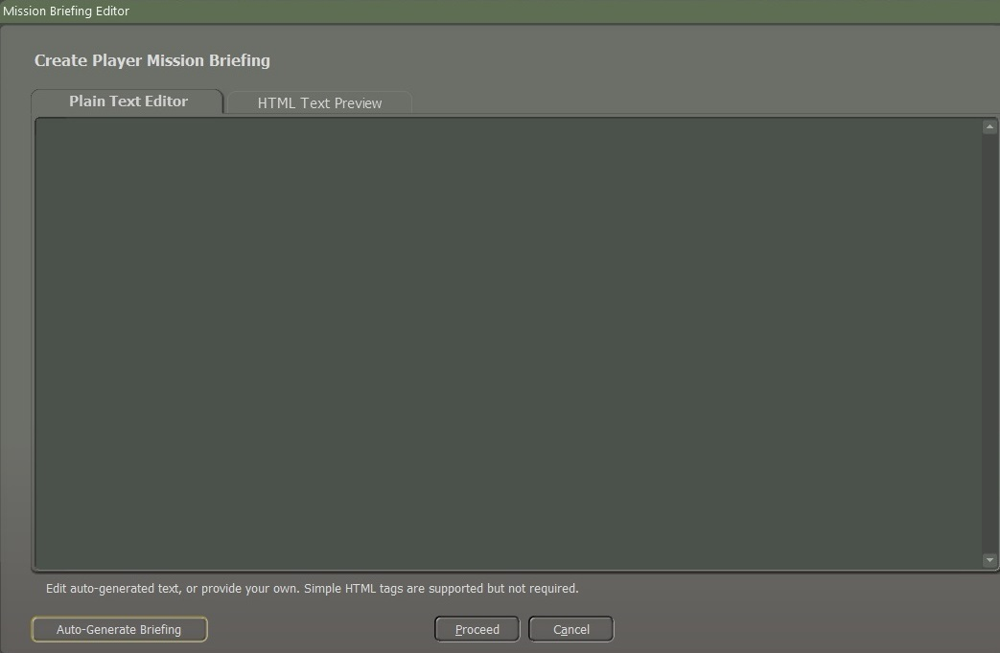 Mission Briefing Editor
Create Player Mission Briefing
Plain Text Editor
HTML Text Preview
Edit auto-generated text, or provide your own. Simple HTML tags are supported but not required.
Auto-Generate Briefing
Proceed
Cancel